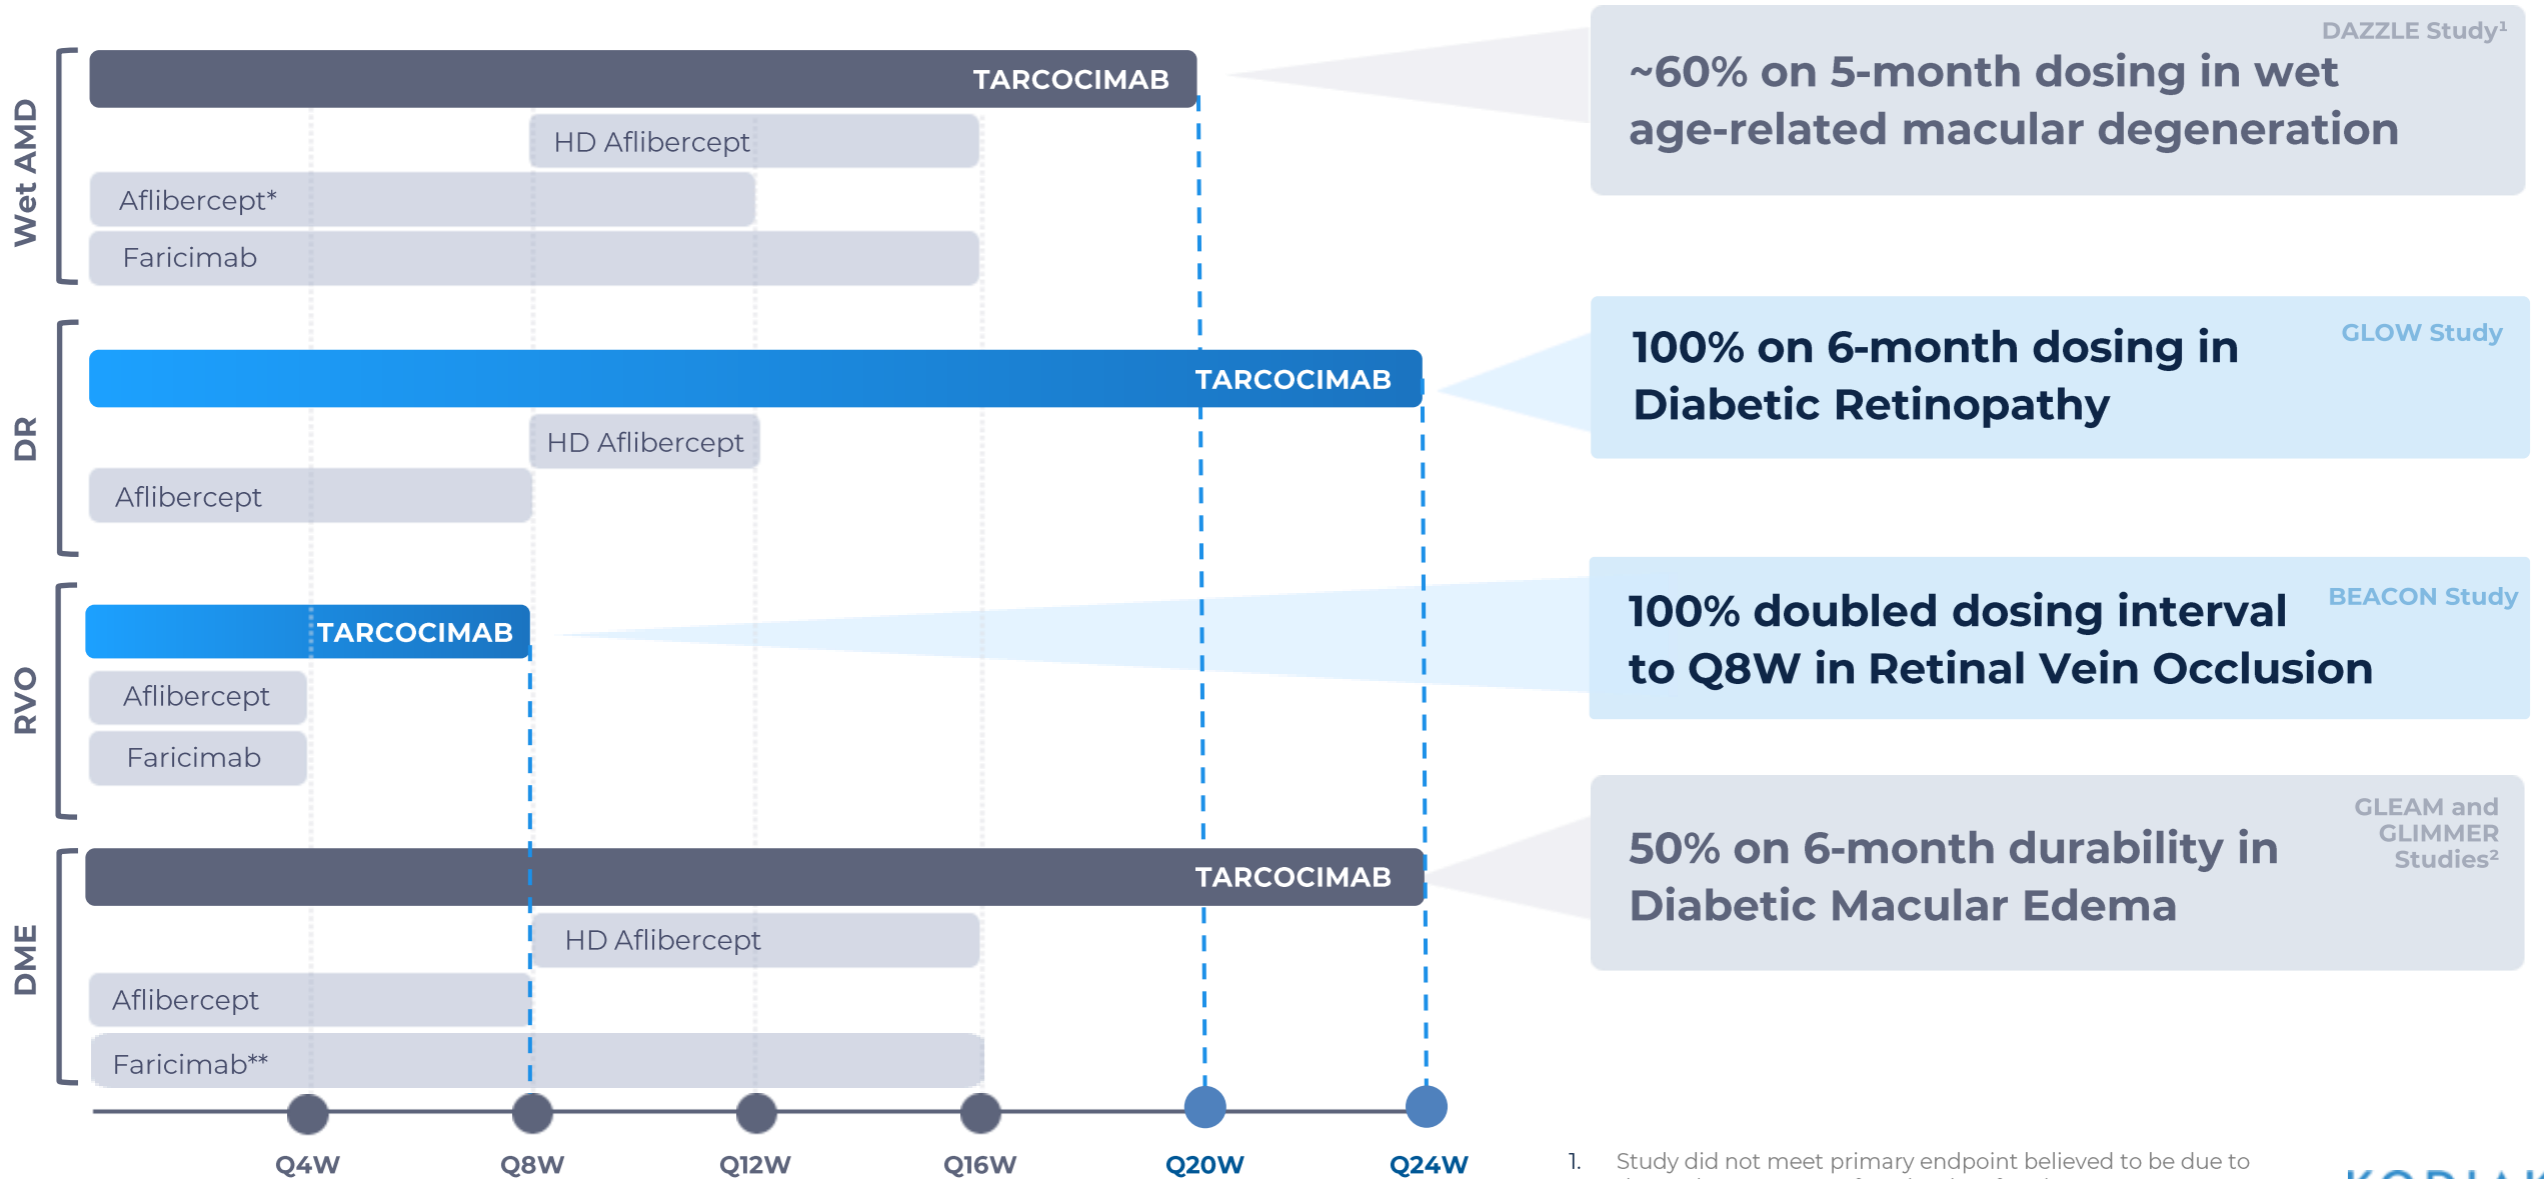 Wet AMD
TARCOCIMAB
HD Aflibercept
Aflibercept*
Faricimab
DAZZLE Study¹
~60% on 5-month dosing in wet
age-related macular degeneration
DR
TARCOCIMAB
HD Aflibercept
Aflibercept
GLOW Study
100% on 6-month dosing in
Diabetic Retinopathy
RVO
TARCOCIMAB
Aflibercept
Faricimab
BEACON Study
100% doubled dosing interval
to Q8W in Retinal Vein Occlusion
DME
TARCOCIMAB
HD Aflibercept
Aflibercept
Faricimab**
GLEAM and
GLIMMER
Studies²
50% on 6-month durability in
Diabetic Macular Edema
Q4W Q8W Q12W Q16W Q20W Q24W
1. Study did not meet primary endpoint believed to be due to